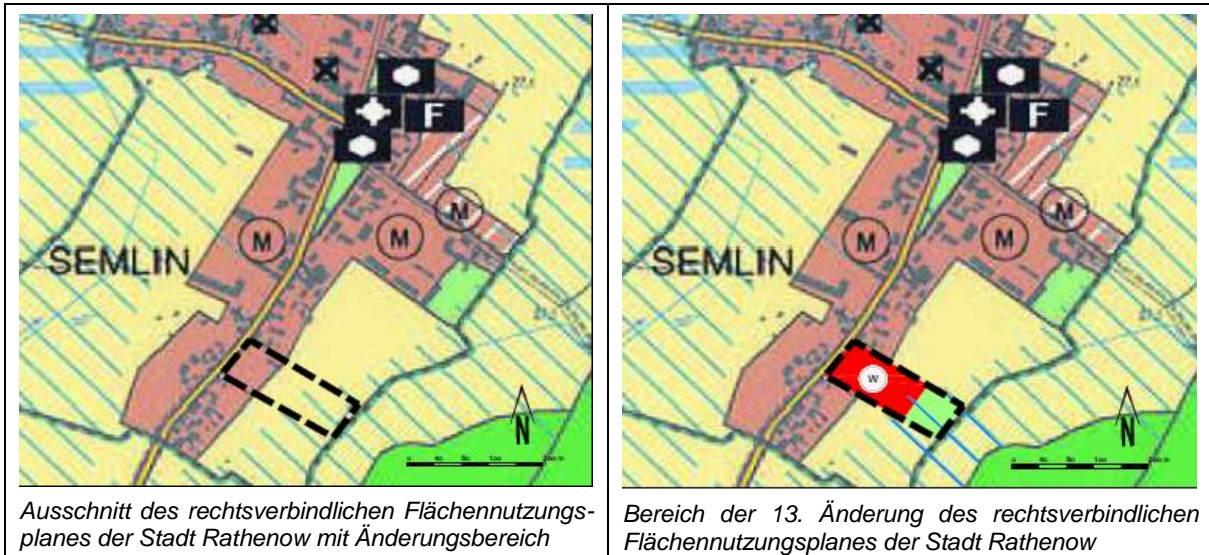 F
M
M
M
SEMLIN
N
Ausschnitt des rechtsverbindlichen Flächennutzungs-
planes der Stadt Rathenow mit Änderungsbereich
F
M
M
M
SEMLIN
W
N
Bereich der 13. Änderung des rechtsverbindlichen
Flächennutzungsplanes der Stadt Rathenow